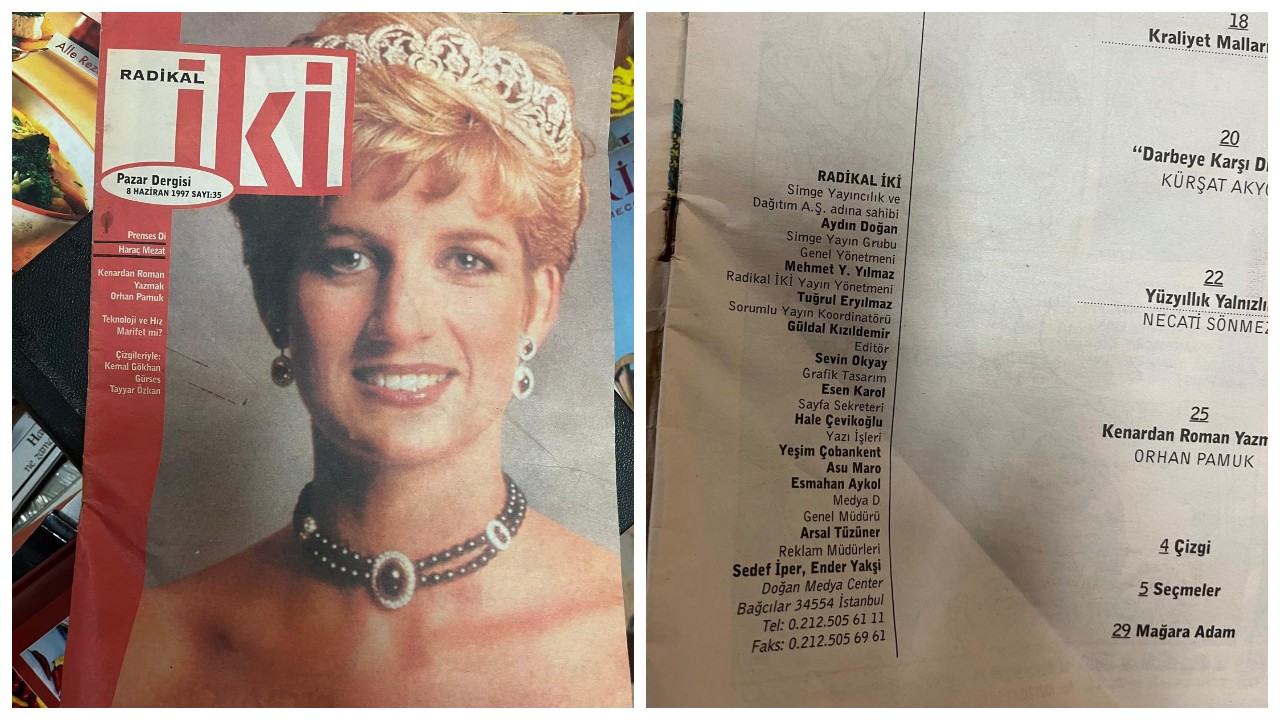 Alle Rez
RADİKAL
iki
Pazar Dergisi
8 HAZİRAN 1997 SAYI:35
Prenses Di
Haraç Mezat
Kenardan Roman
Yazmak
Orhan Pamuk
Teknoloji ve Hız
Marifet mi?
Çizgileriyle:
Kemal Gökhan
Gürses
Tayyar Özkan
RADİKAL İKİ
Simge Yayıncılık ve
Dağıtım A.Ş. adına sahibi
Aydın Doğan
Simge Yayın Grubu
Genel Yönetmeni
Mehmet Y. Yılmaz
Radikal İKİ Yayın Yönetmeni
Tuğrul Eryılmaz
Sorumlu Yayın Koordinatörü
Güldal Kızıldemir
Editör
Sevin Okyay
Grafik Tasarım
Esen Karol
Sayfa Sekreteri
Hale Çevikoğlu
Yazı İşleri
Yeşim Çobankent
Asu Maro
Esmahan Aykol
Medya D
Genel Müdürü
Arsal Tüzüner
Reklam Müdürleri
Sedef İper, Ender Yakşi
Doğan Medya Center
Bağcılar 34554 İstanbul
Tel: 0.212.505 61 11
Faks: 0.212.505 69 61
18
Kraliyet Malları
20
“Darbeye Karşı D
KÜRŞAT AKY
22
Yüzyıllık Yalnızlı
NECATİ SÖNMEZ
25
Kenardan Roman Yazm
ORHAN PAMUK
4 Çizgi
5 Seçmeler
29 Mağara Adam